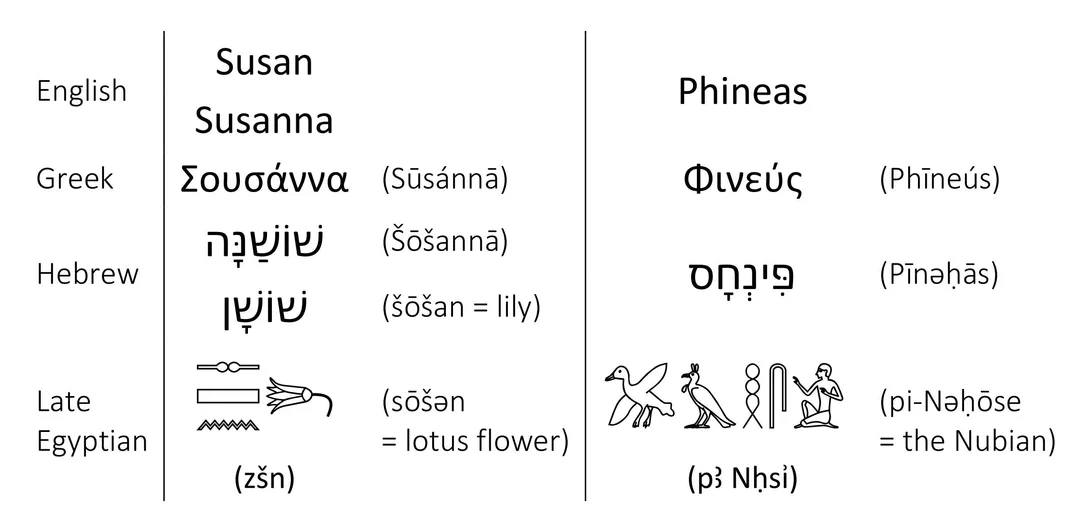 English
Susan
Susanna
Phineas
Greek
Σουσάννα (Sūsánnā)
Φινεύς (Phīneús)
Hebrew
שׁוֹשַׁנָּה (Šōšannā)
שׁוֹשָׁן (šōšan = lily)
פִּינְחָס (Pīnəḥās)
Late
Egyptian
(sōšən
= lotus flower)
(zšn)
(pi-Nəḥōse
= the Nubian)
(pꜣ Nḥsı͗)